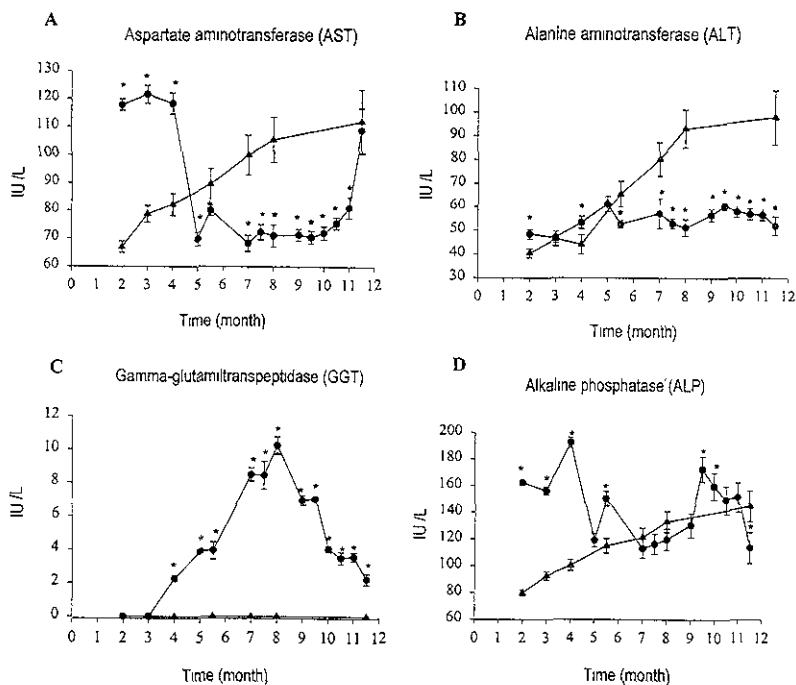 A
Aspartate aminotransferase (AST)
130
120
110
100
90
80
70
60
IU /L
0 1 2 3 4 5 6 7 8 9 10 11 12
Time (month)
B
Alanine aminotransferase (ALT)
100
90
80
70
60
50
40
30
IU /L
0 1 2 3 4 5 6 7 8 9 10 11 12
Time (month)
C
Gamma-glutamiltranspeptidase (GGT)
12
10
8
6
4
2
0
IU /L
0 1 2 3 4 5 6 7 8 9 10 11 12
Time (month)
D
Alkaline phosphatase (ALP)
200
180
160
140
120
100
80
60
IU /L
0 1 2 3 4 5 6 7 8 9 10 11 12
Time (month)